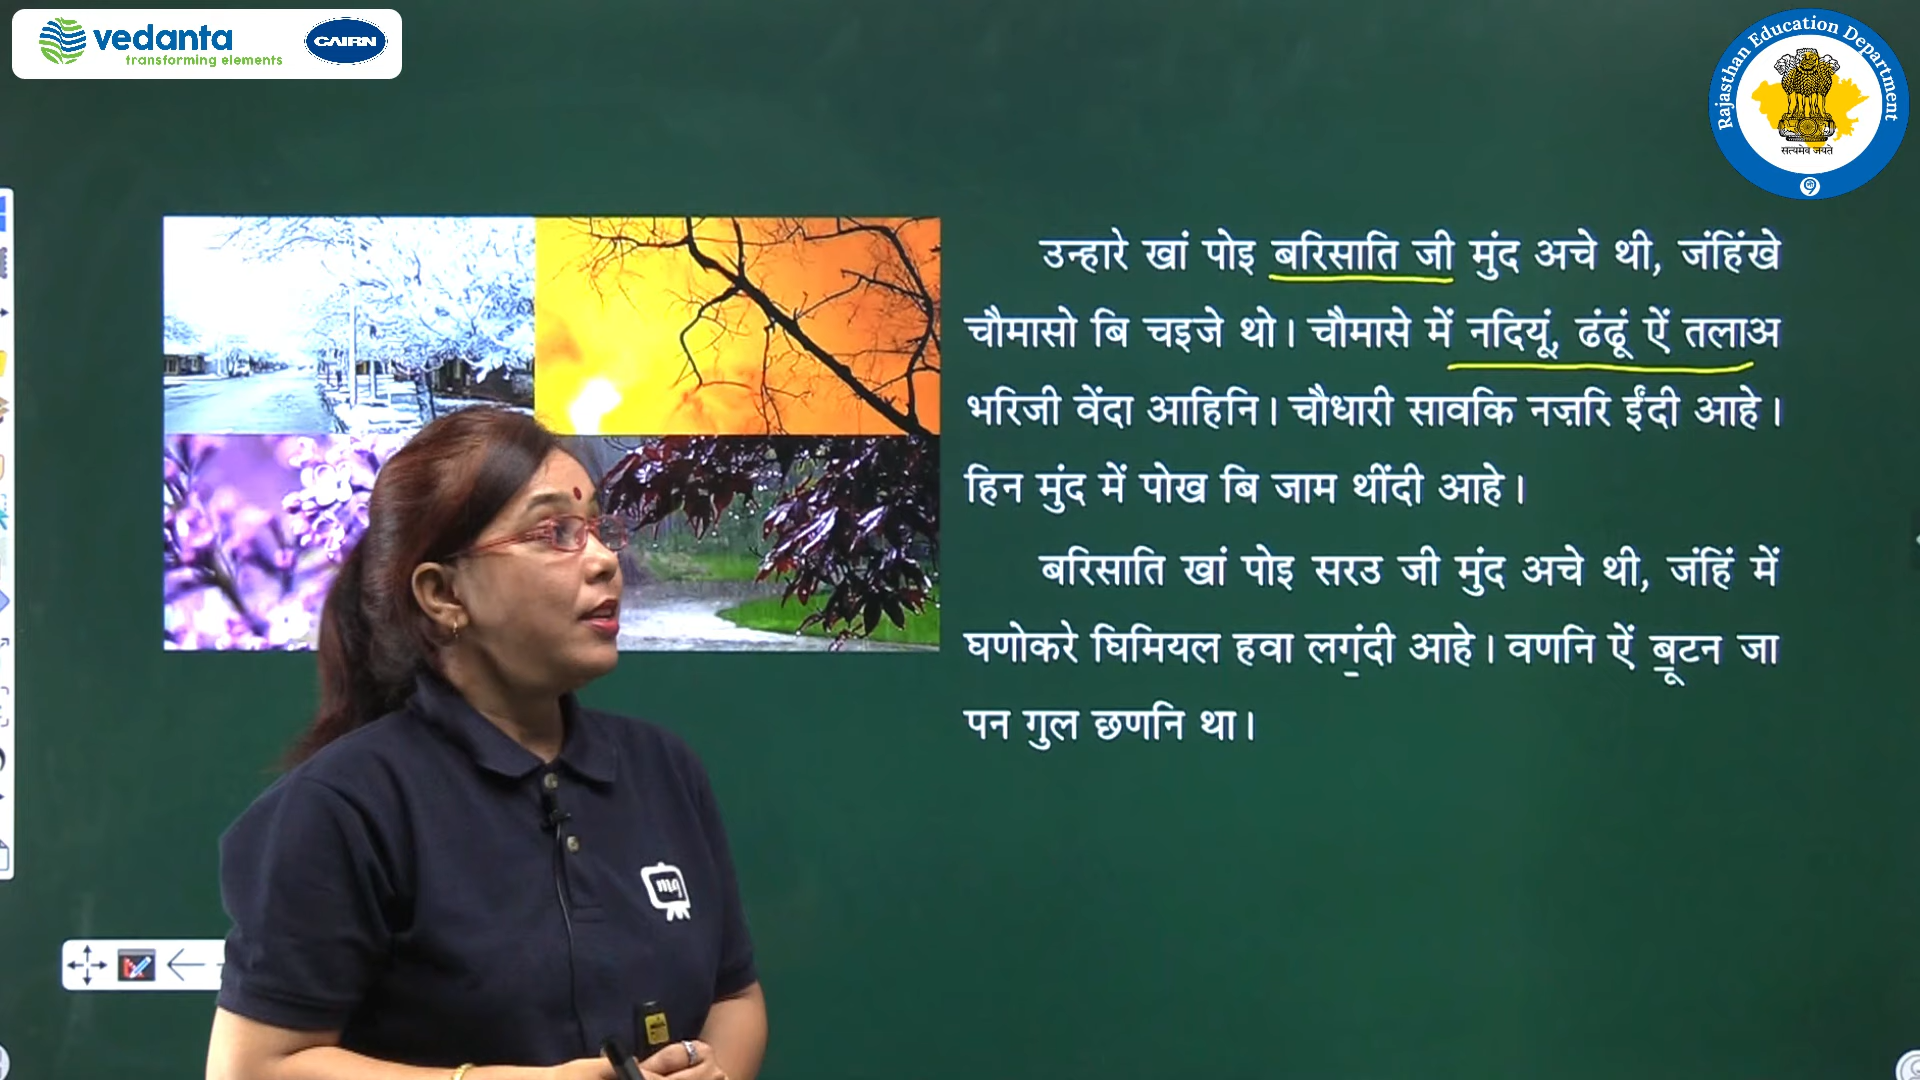 vedanta
transforming elements
CAIRN
Rajasthan Education Department
सत्यमेव जयते
उन्हारे खां पोइ बरिसाति जी मुंद अचे थी, जंहिंखे
चौमासो बि चइजे थो। चौमासे में नदियूं, ढंढूं ऐं तलाअ
भरिजी वेंदा आहिनि। चौधारी सावकि नज़रि ईंदी आहे।
हिन मुंद में पोख बि जाम थींदी आहे।
बरिसाति खां पोइ सरउ जी मुंद अचे थी, जंहिं में
घणोकरे घिमियल हवा लगं॒दी आहे। वणनि ऐं ब॒ूटन जा
पन गुल छणनि था।
mq